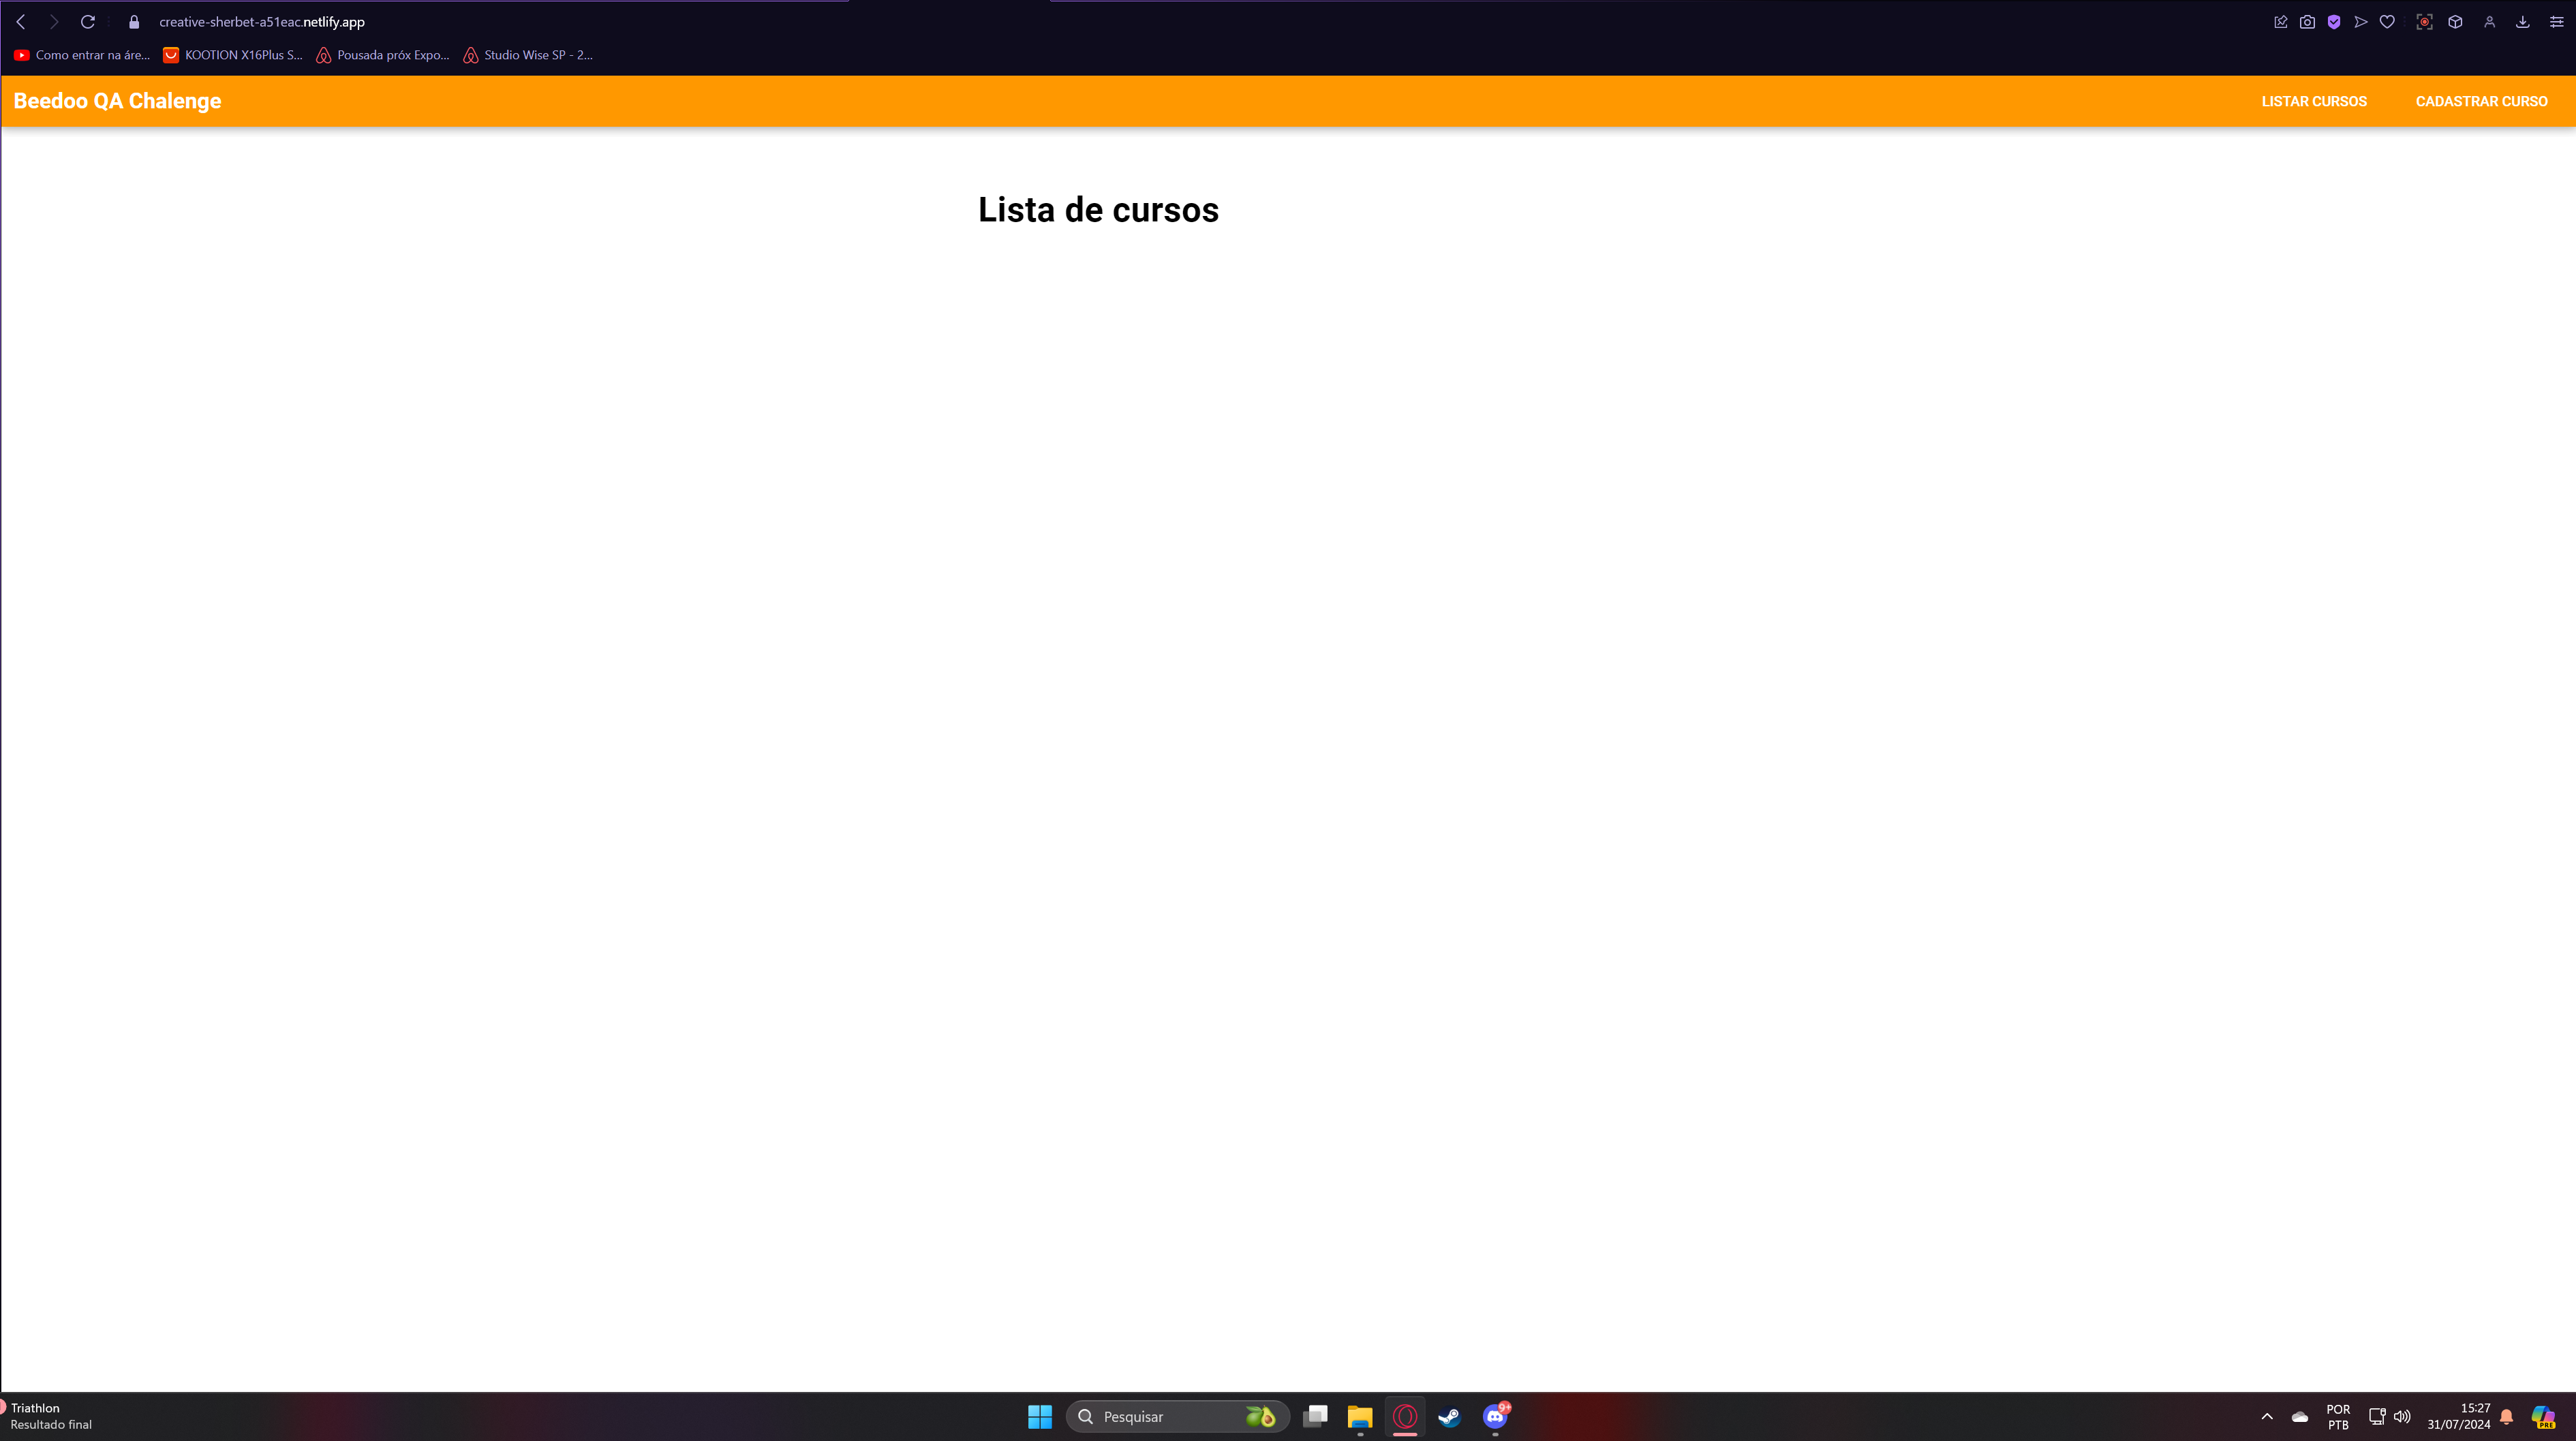 creative-sherbet-a51eac.netlify.app
Como entrar na áre... KOOTION X16Plus S... Pousada próx Expo... Studio Wise SP - 2...
Beedoo QA Chalenge LISTAR CURSOS CADASTRAR CURSO
Lista de cursos
Triathlon
Resultado final
Pesquisar
9+
POR
PTB
15:27
31/07/2024
PRE